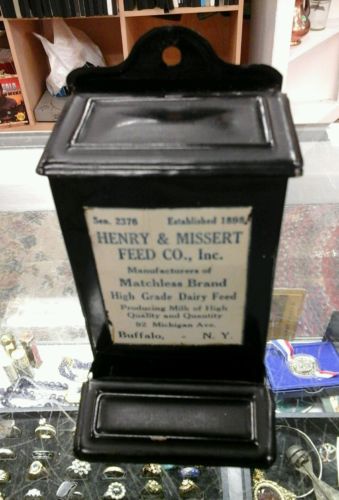 Sen. 2376 Established 1898
HENRY & MISSERT
FEED CO., Inc.
Manufacturers of
Matchless Brand
High Grade Dairy Feed
Producing Milk of High
Quality and Quantity
92 Michigan Ave.
Buffalo, - N. Y.